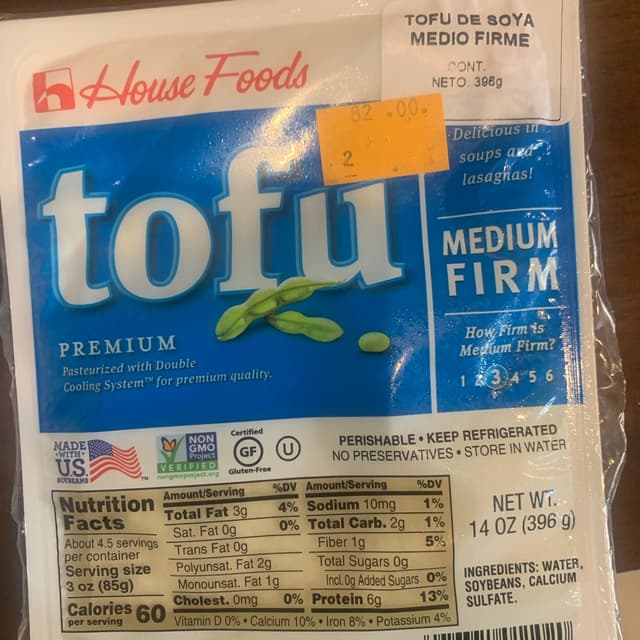 TOFU DE SOYA
MEDIO FIRME
CONT.
NETO. 396g
House Foods
82.00.
2
tofu
Delicious in
soups and
lasagnas!
MEDIUM
FIRM
How Firm is
Medium Firm?
1 2 3 4 5 6
PREMIUM
Pasteurized with Double
Cooling System™ for premium quality.
MADE
WITH
U.S.
SOYBEANS
TM
NON
GMO
Project
VERIFIED
nongmoproject.org
Certified
GF
Gluten-Free
U
PERISHABLE • KEEP REFRIGERATED
NO PRESERVATIVES • STORE IN WATER
Nutrition
Facts
About 4.5 servings
per container
Serving size
3 oz (85g)
Calories 60
per serving
Amount/Serving %DV
Total Fat 3g 4%
Sat. Fat 0g 0%
Trans Fat 0g
Polyunsat. Fat 2g
Monounsat. Fat 1g
Cholest. 0mg 0%
Amount/Serving %DV
Sodium 10mg 1%
Total Carb. 2g 1%
Fiber 1g 5%
Total Sugars 0g
Incl. 0g Added Sugars 0%
Protein 6g 13%
Vitamin D 0% • Calcium 10% • Iron 8% • Potassium 4%
NET WT.
14 OZ (396 g)
INGREDIENTS: WATER,
SOYBEANS, CALCIUM
SULFATE.